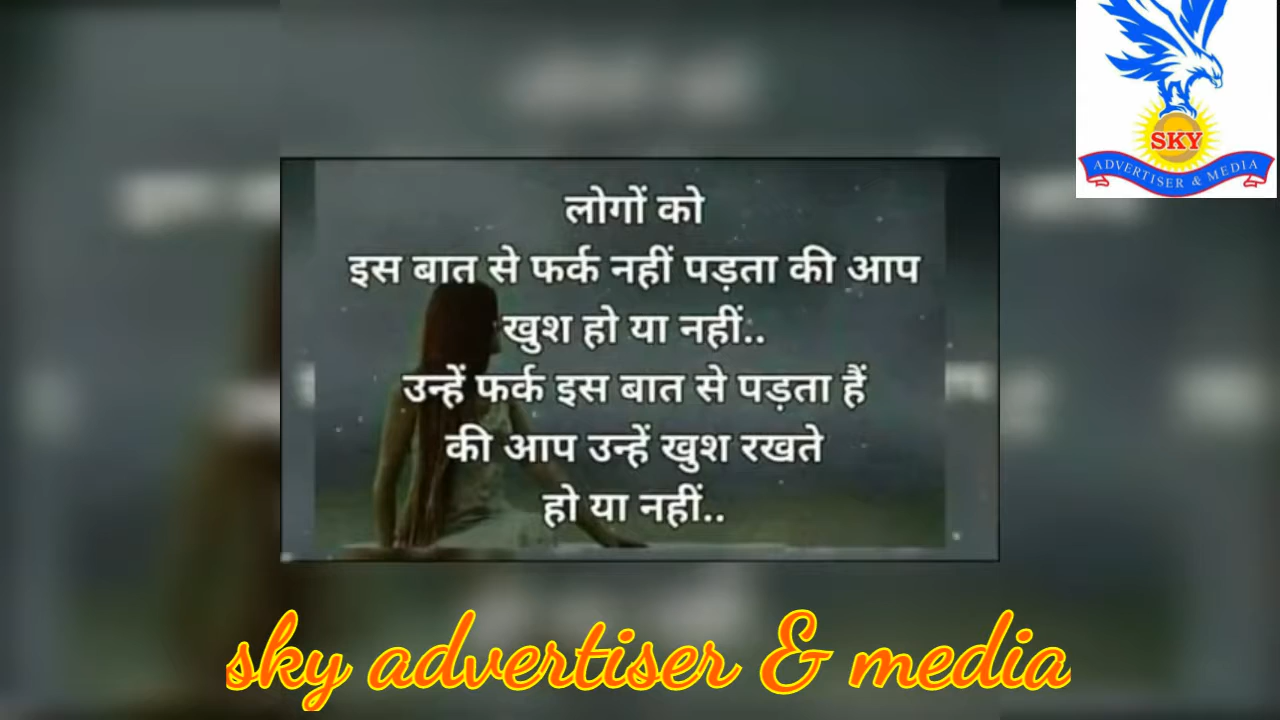 SKY
ADVERTISER & MEDIA
लोगों को
इस बात से फर्क नहीं पड़ता की आप
खुश हो या नहीं..
उन्हें फर्क इस बात से पड़ता हैं
की आप उन्हें खुश रखते
हो या नहीं..
sky advertiser & media